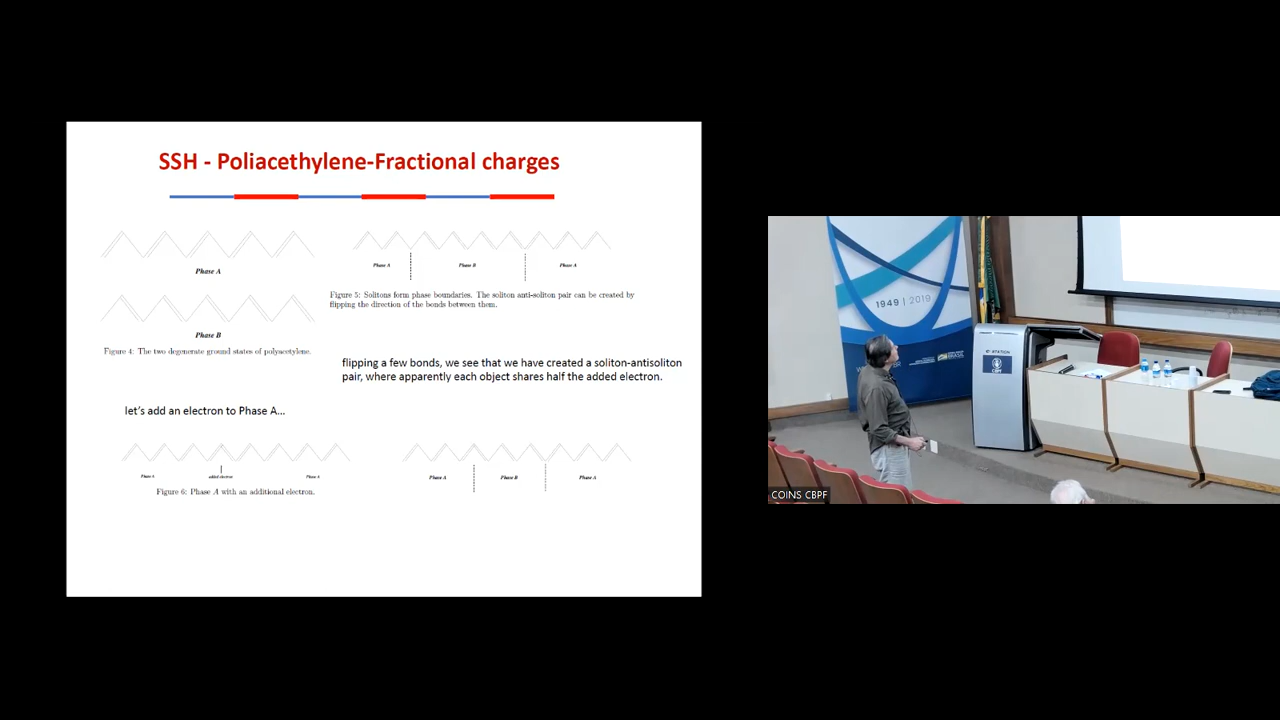 SSH - Poliacethylene-Fractional charges
Phase A
Phase B
Figure 4: The two degenerate ground states of polyacetylene.
Phase A
Phase B
Phase A
Figure 5: Solitons form phase boundaries. The soliton anti-soliton pair can be created by
flipping the direction of the bonds between them.
flipping a few bonds, we see that we have created a soliton-antisoliton
pair, where apparently each object shares half the added electron.
let's add an electron to Phase A...
Phase A
added electron
Phase A
Figure 6: Phase A with an additional electron.
Phase A
Phase B
Phase A
1949 | 2019
CBPF
COINS CBPF